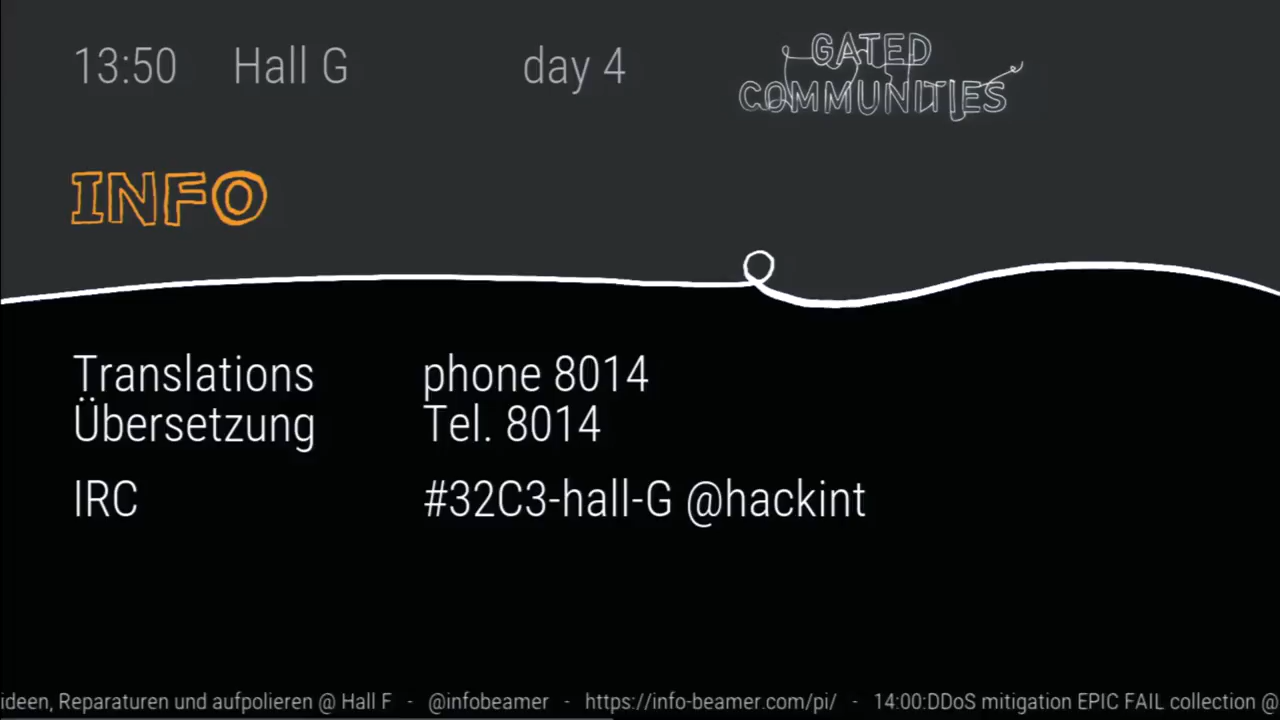 13:50 Hall G day 4
GATED
COMMUNITIES
INFO
Translations phone 8014
Übersetzung Tel. 8014
IRC #32C3-hall-G @hackint
ideen, Reparaturen und aufpolieren @ Hall F - @infobeamer - https://info-beamer.com/pi/ - 14:00:DDoS mitigation EPIC FAIL collection @